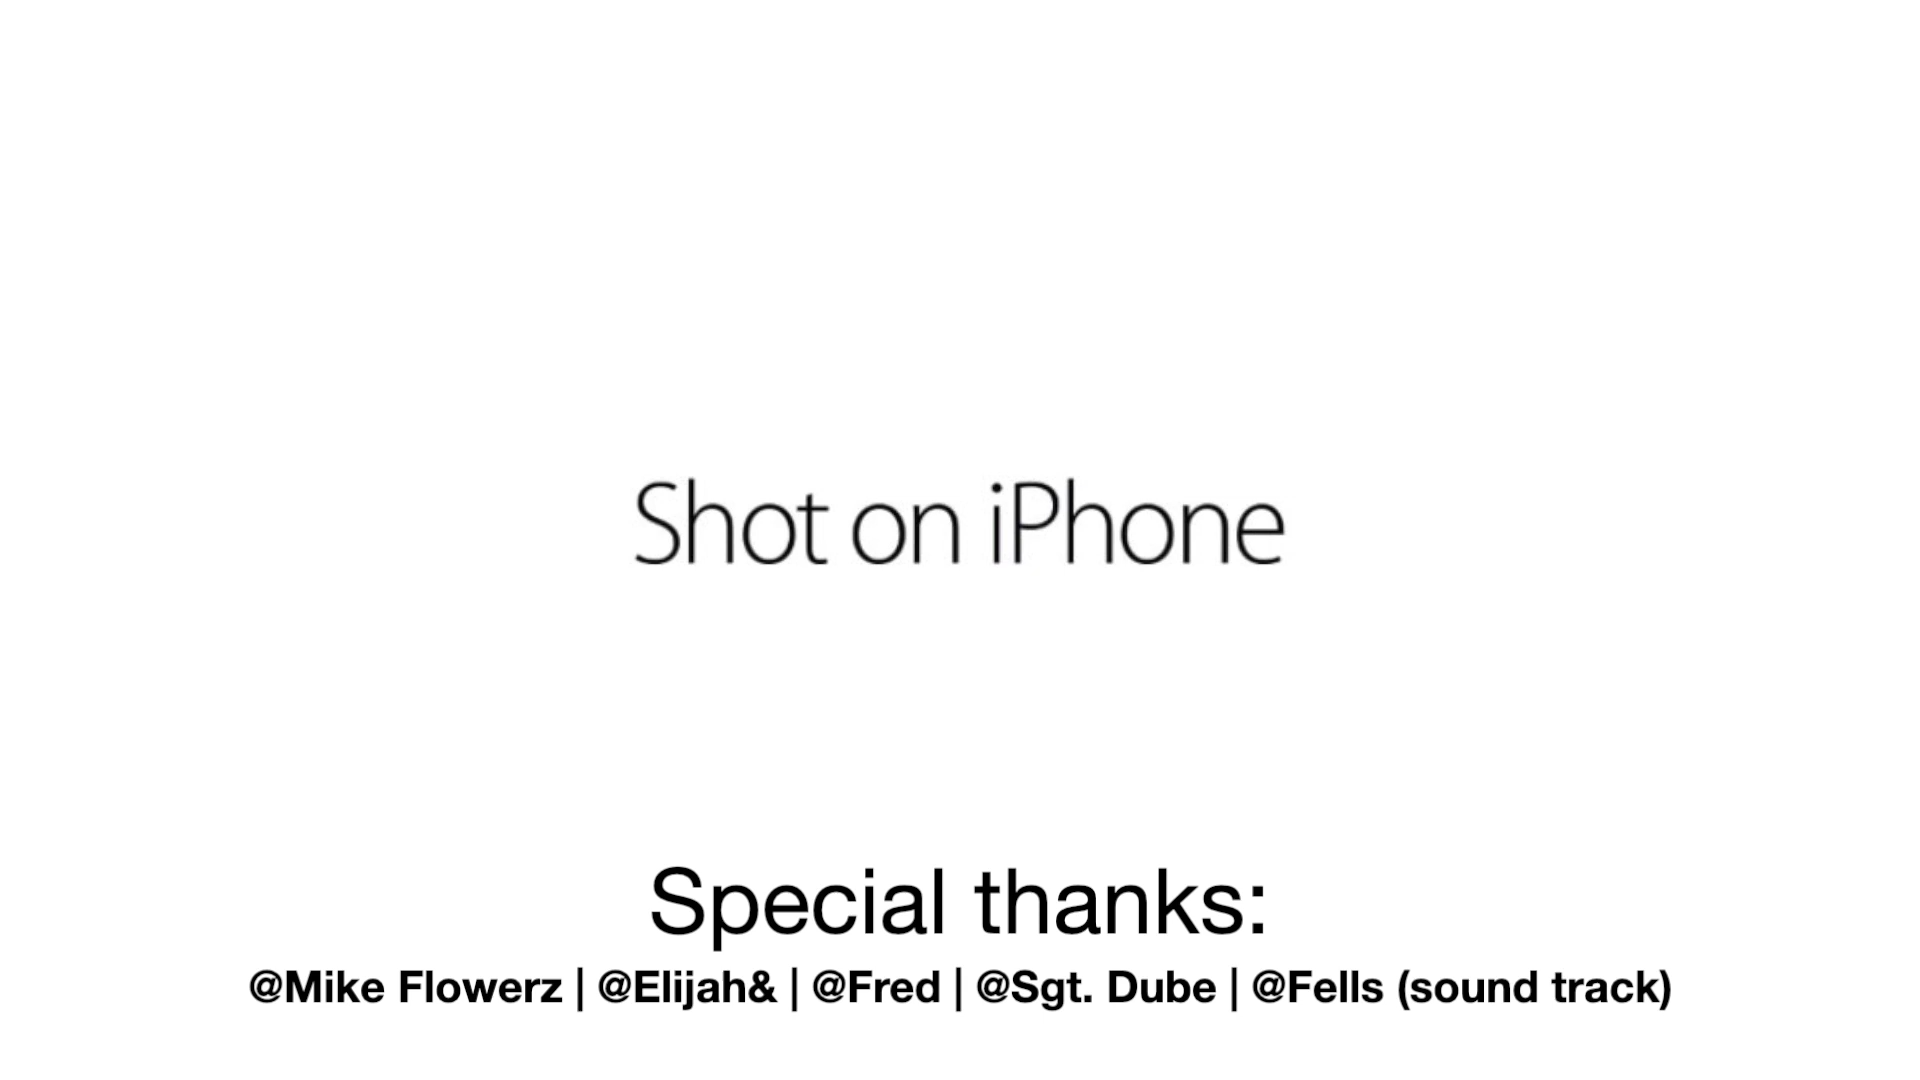 Shot on iPhone
Special thanks:
@Mike Flowerz | @Elijah& | @Fred | @Sgt. Dube | @Fells (sound track)